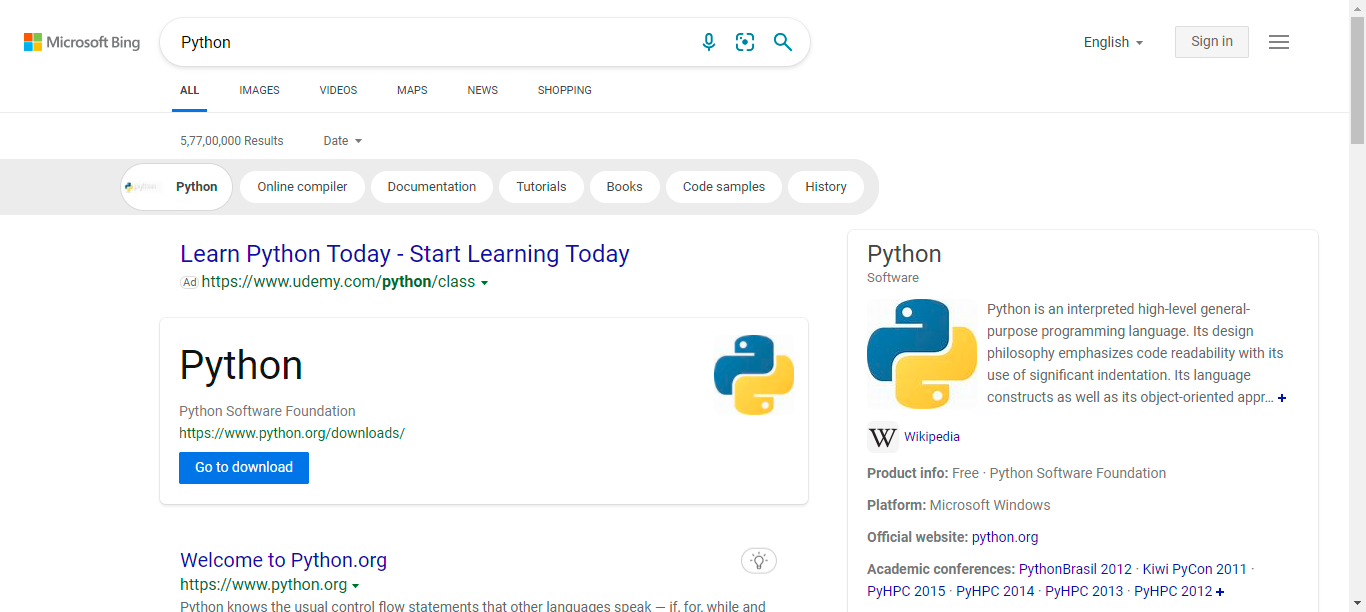 Microsoft Bing
Python
English
Sign in
ALL IMAGES VIDEOS MAPS NEWS SHOPPING
5,77,00,000 Results Date
Python Online compiler Documentation Tutorials Books Code samples History
Learn Python Today - Start Learning Today
Ad https://www.udemy.com/python/class
Python
Python Software Foundation
https://www.python.org/downloads/
Go to download
Welcome to Python.org
https://www.python.org
Python knows the usual control flow statements that other languages speak — if, for, while and
Python
Software
Python is an interpreted high-level general-
purpose programming language. Its design
philosophy emphasizes code readability with its
use of significant indentation. Its language
constructs as well as its object-oriented appr... +
W Wikipedia
Product info: Free · Python Software Foundation
Platform: Microsoft Windows
Official website: python.org
Academic conferences: PythonBrasil 2012 · Kiwi PyCon 2011 ·
PyHPC 2015 · PyHPC 2014 · PyHPC 2013 · PyHPC 2012 +